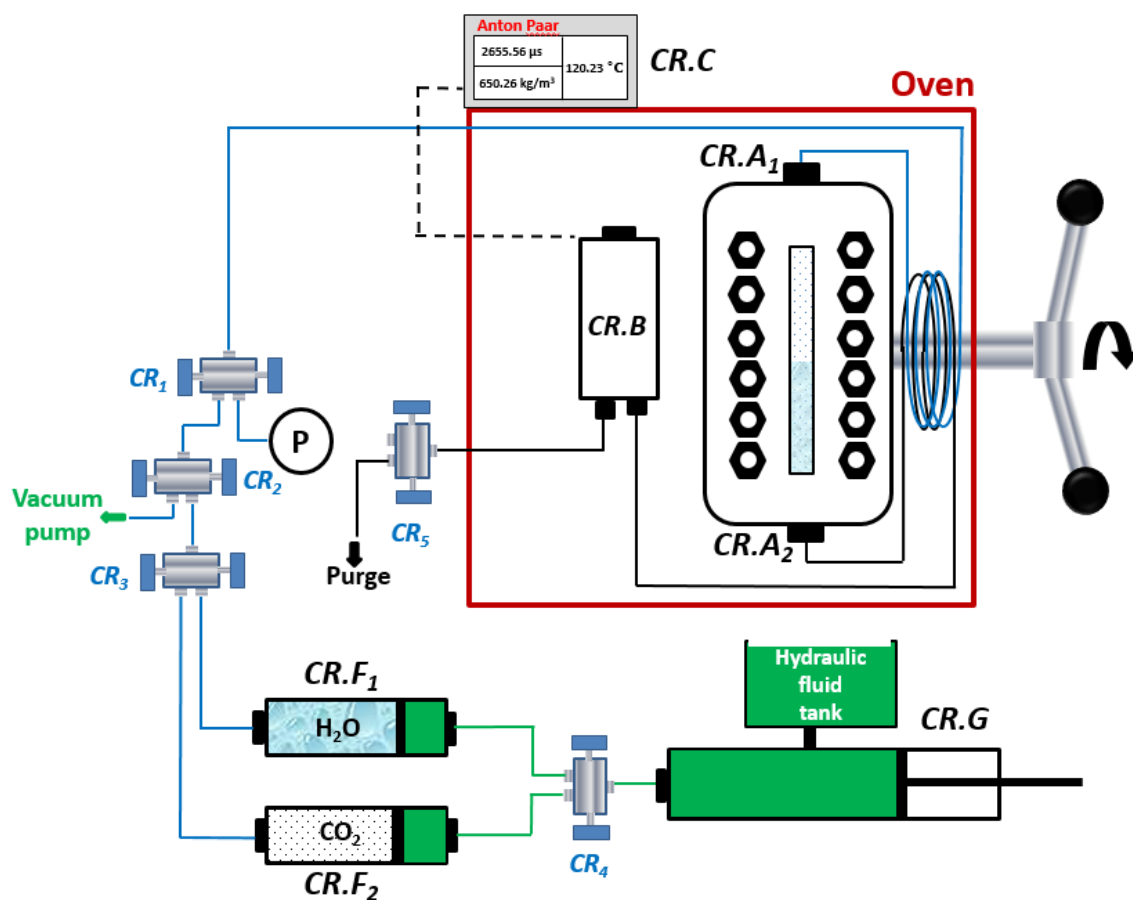 Anton Paar
2655.56 µs
650.26 kg/m³
120.23 °C
CR.C
Oven
CR.A₁
CR.B
CR₁
P
CR₂
Vacuum
pump
CR₅
CR.A₂
CR₃
Purge
Hydraulic
fluid
tank
CR.F₁
H₂O
CR.G
CO₂
CR₄
CR.F₂